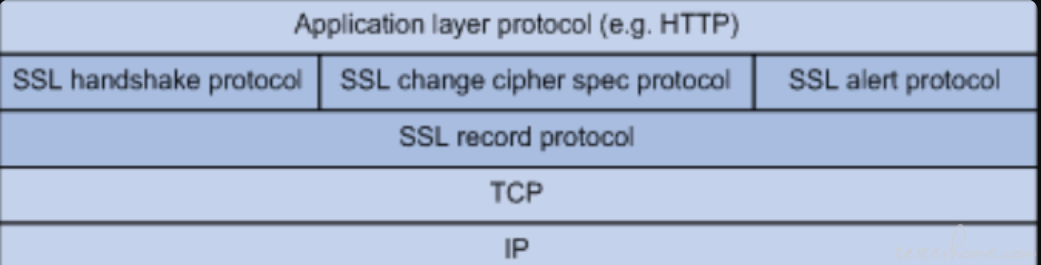 Application layer protocol (e.g. HTTP)
SSL handshake protocol
SSL change cipher spec protocol
SSL alert protocol
SSL record protocol
TCP
IP